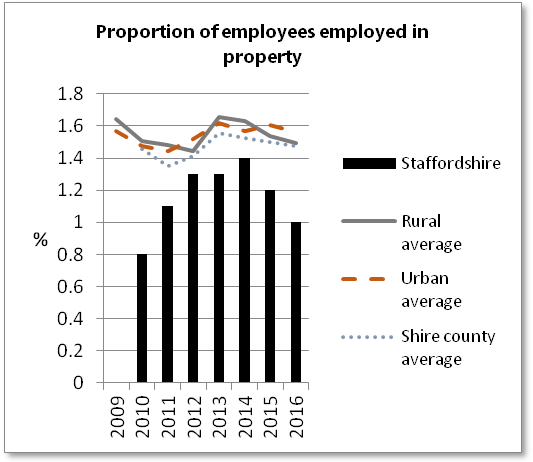 Proportion of employees employed in
property
1.8
1.6
1.4
1.2
1
0.8
0.6
0.4
0.2
0
%
2009
2010
2011
2012
2013
2014
2015
2016
Staffordshire
Rural
average
Urban
average
Shire county
average